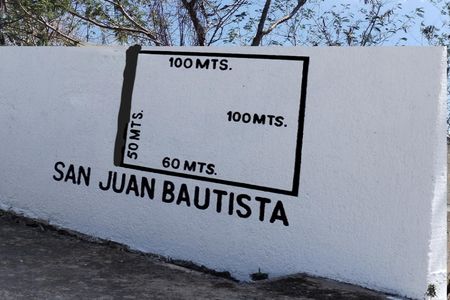 100 MTS.
100 MTS.
50 MTS.
60 MTS.
SAN JUAN BAUTISTA